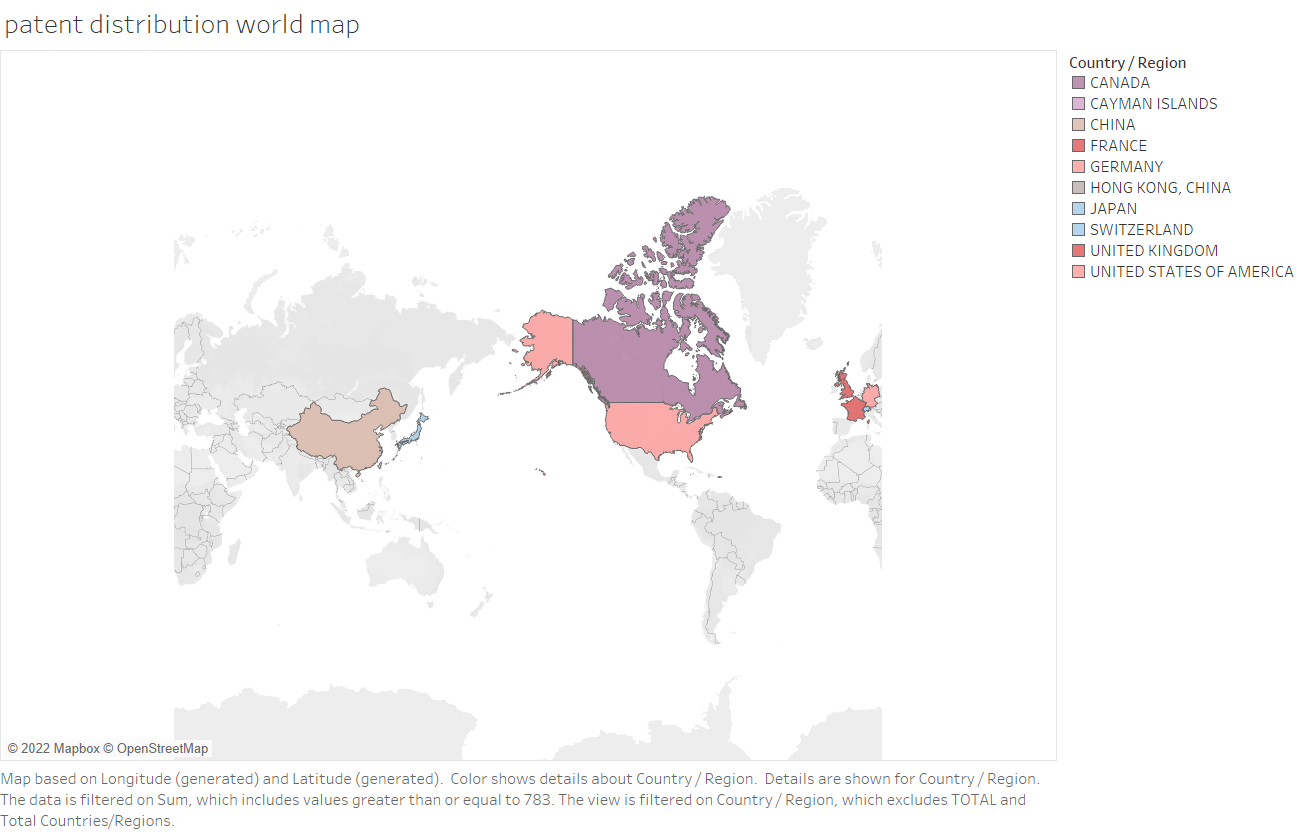 patent distribution world map
Country / Region
CANADA
CAYMAN ISLANDS
CHINA
FRANCE
GERMANY
HONG KONG, CHINA
JAPAN
SWITZERLAND
UNITED KINGDOM
UNITED STATES OF AMERICA
© 2022 Mapbox © OpenStreetMap
Map based on Longitude (generated) and Latitude (generated).  Color shows details about Country / Region.  Details are shown for Country / Region.
The data is filtered on Sum, which includes values greater than or equal to 783. The view is filtered on Country / Region, which excludes TOTAL and
Total Countries/Regions.